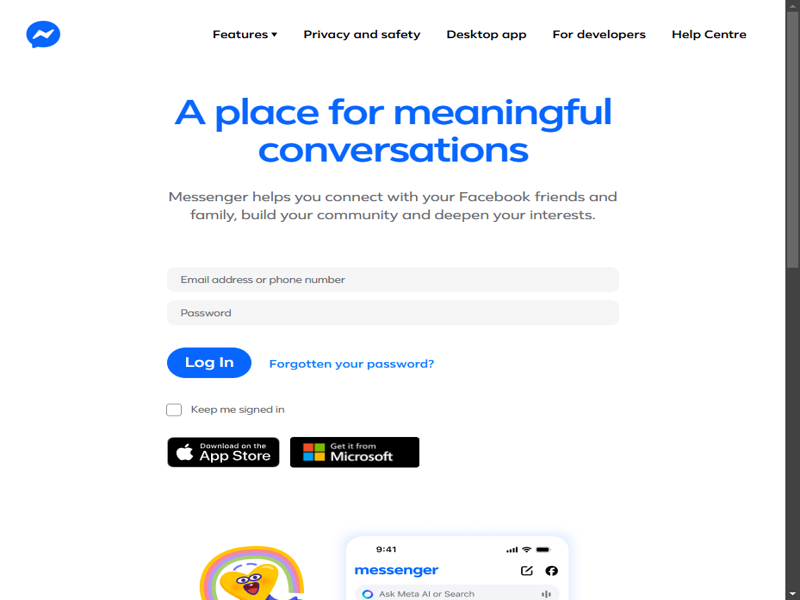 Features ▾ Privacy and safety Desktop app For developers Help Centre
A place for meaningful
conversations
Messenger helps you connect with your Facebook friends and
family, build your community and deepen your interests.
Email address or phone number
Password
Log In Forgotten your password?
Keep me signed in
Download on the
App Store
Get it from
Microsoft
9:41
messenger
Ask Meta AI or Search